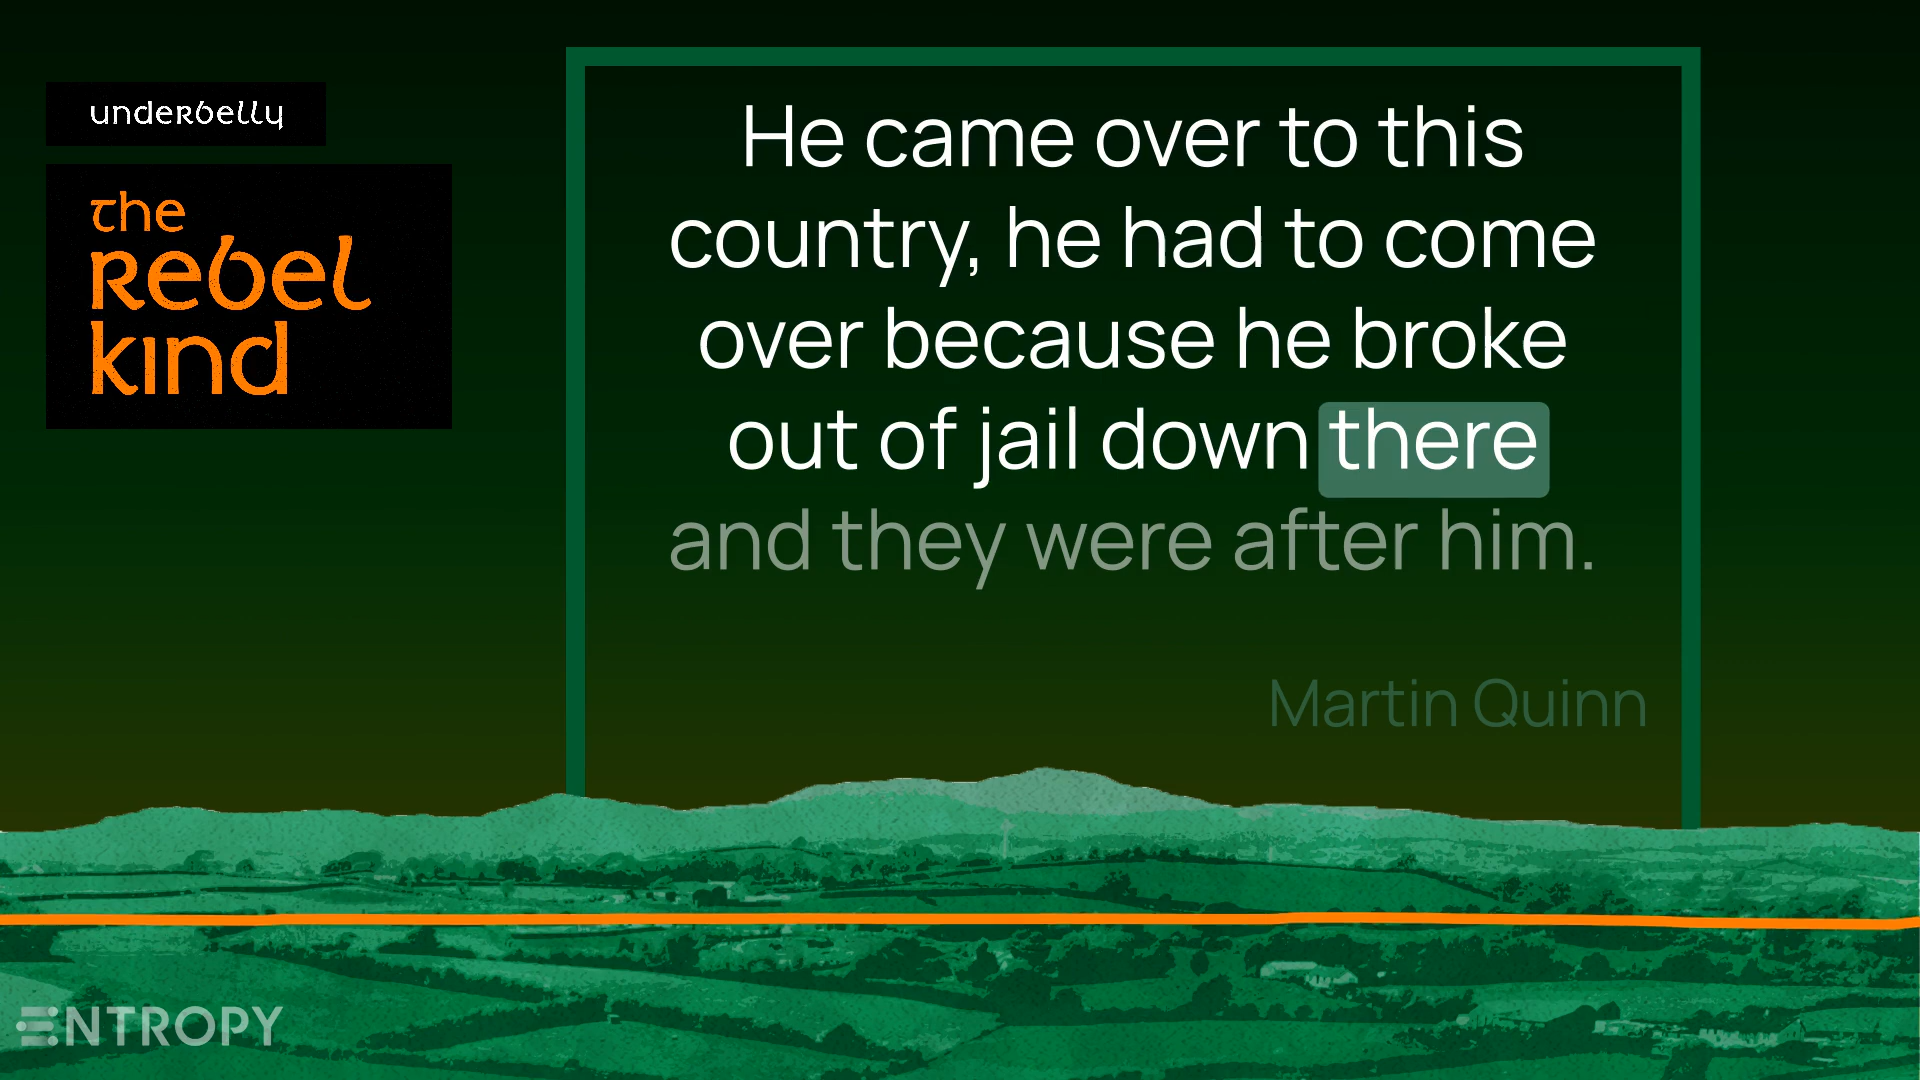 underbelly
the
rebel
kind
He came over to this
country, he had to come
over because he broke
out of jail down there
and they were after him.
Martin Quinn
ENTROPY